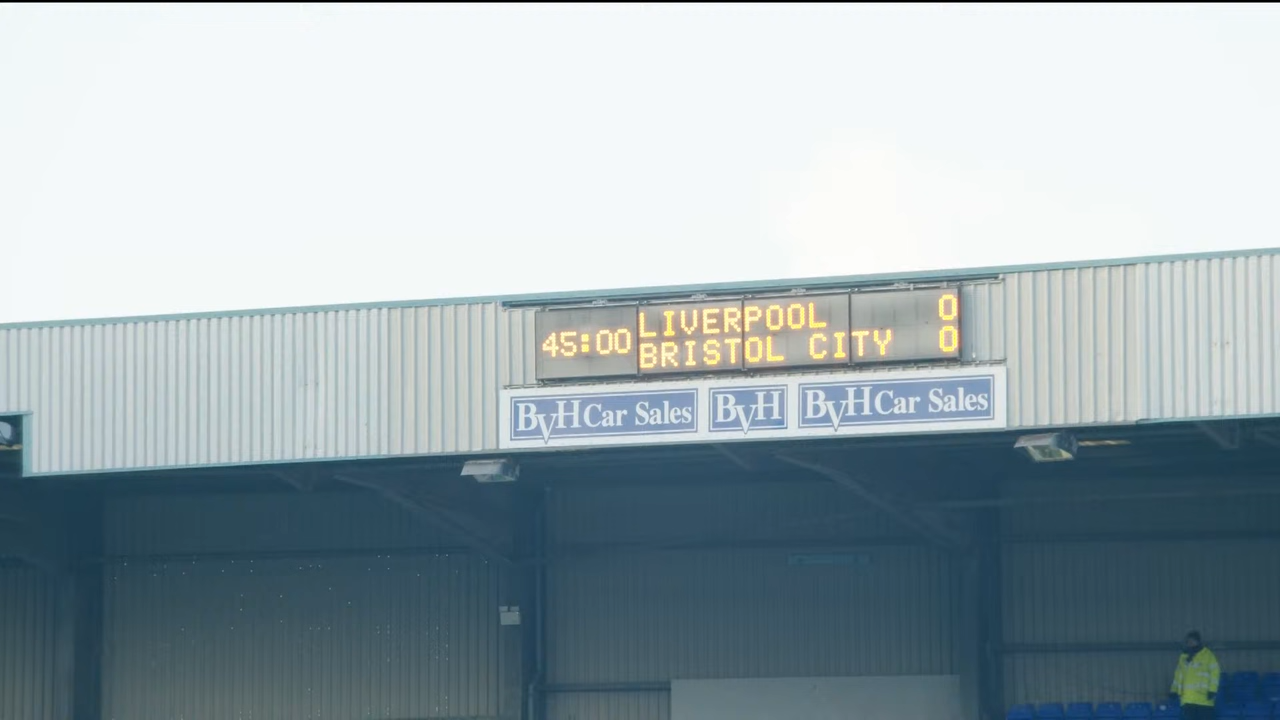 LIVERPOOL 0
45:00
BRISTOL CITY 0
BVH Car Sales
BVH
BVH Car Sales